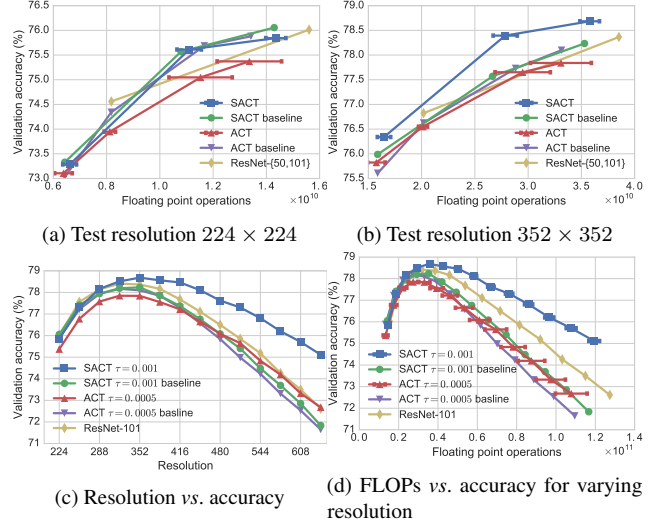 76.5
76.0
75.5
75.0
74.5
74.0
73.5
73.0
Validation accuracy (%)
SACT
SACT baseline
ACT
ACT baseline
ResNet-{50,101}
0.6 0.8 1.0 1.2 1.4 1.6
×10^10
Floating point operations
(a) Test resolution 224 × 224
79.0
78.5
78.0
77.5
77.0
76.5
76.0
75.5
Validation accuracy (%)
SACT
SACT baseline
ACT
ACT baseline
ResNet-{50,101}
1.5 2.0 2.5 3.0 3.5 4.0
×10^10
Floating point operations
(b) Test resolution 352 × 352
79
78
77
76
75
74
73
72
71
Validation accuracy (%)
SACT τ=0.001
SACT τ=0.001 baseline
ACT τ=0.0005
ACT τ=0.0005 basline
ResNet-101
224 288 352 416 480 544 608
Resolution
(c) Resolution vs. accuracy
79
78
77
76
75
74
73
72
71
Validation accuracy (%)
SACT τ=0.001
SACT τ=0.001 baseline
ACT τ=0.0005
ACT τ=0.0005 basline
ResNet-101
0.0 0.2 0.4 0.6 0.8 1.0 1.2 1.4
×10^11
Floating point operations
(d) FLOPs vs. accuracy for varying
resolution